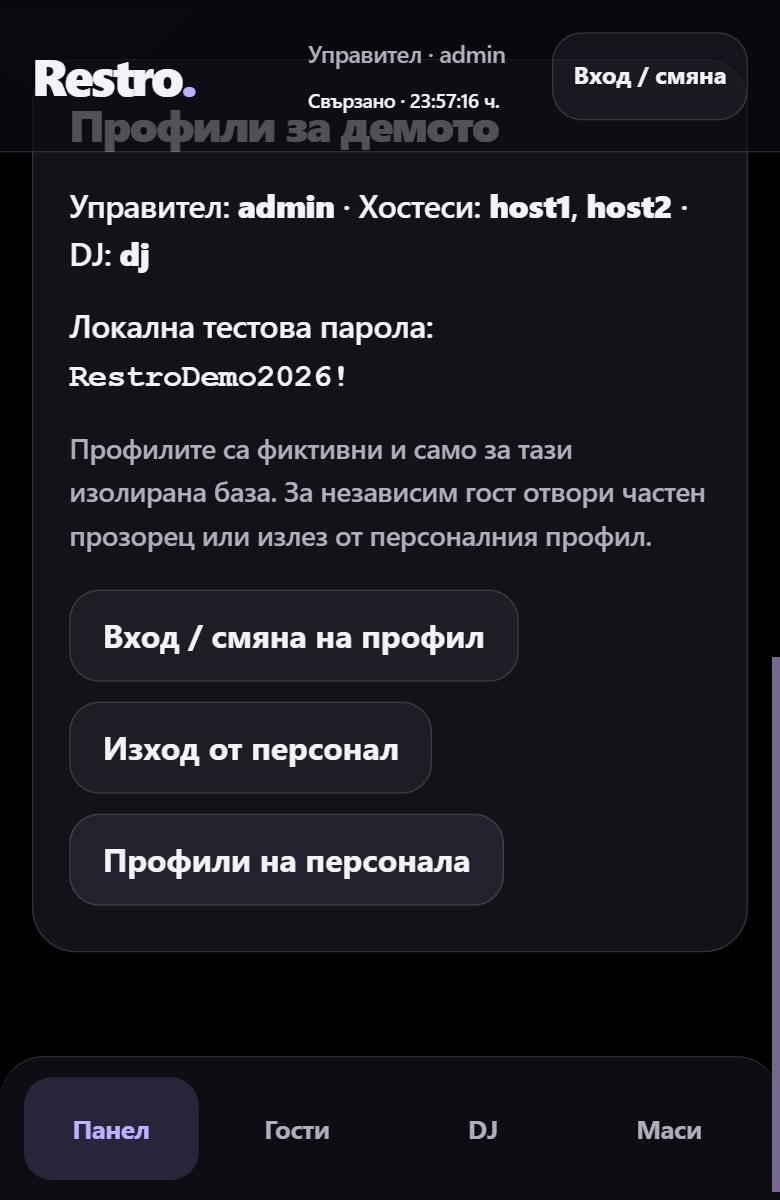 Restro.
Управител · admin
Свързано · 23:57:16 ч.
Вход / смяна
Профили за демото
Управител: admin · Хостеси: host1, host2 ·
DJ: dj
Локална тестова парола:
RestroDemo2026!
Профилите са фиктивни и само за тази
изолирана база. За независим гост отвори частен
прозорец или излез от персоналния профил.
Вход / смяна на профил
Изход от персонал
Профили на персонала
Панел
Гости
DJ
Маси